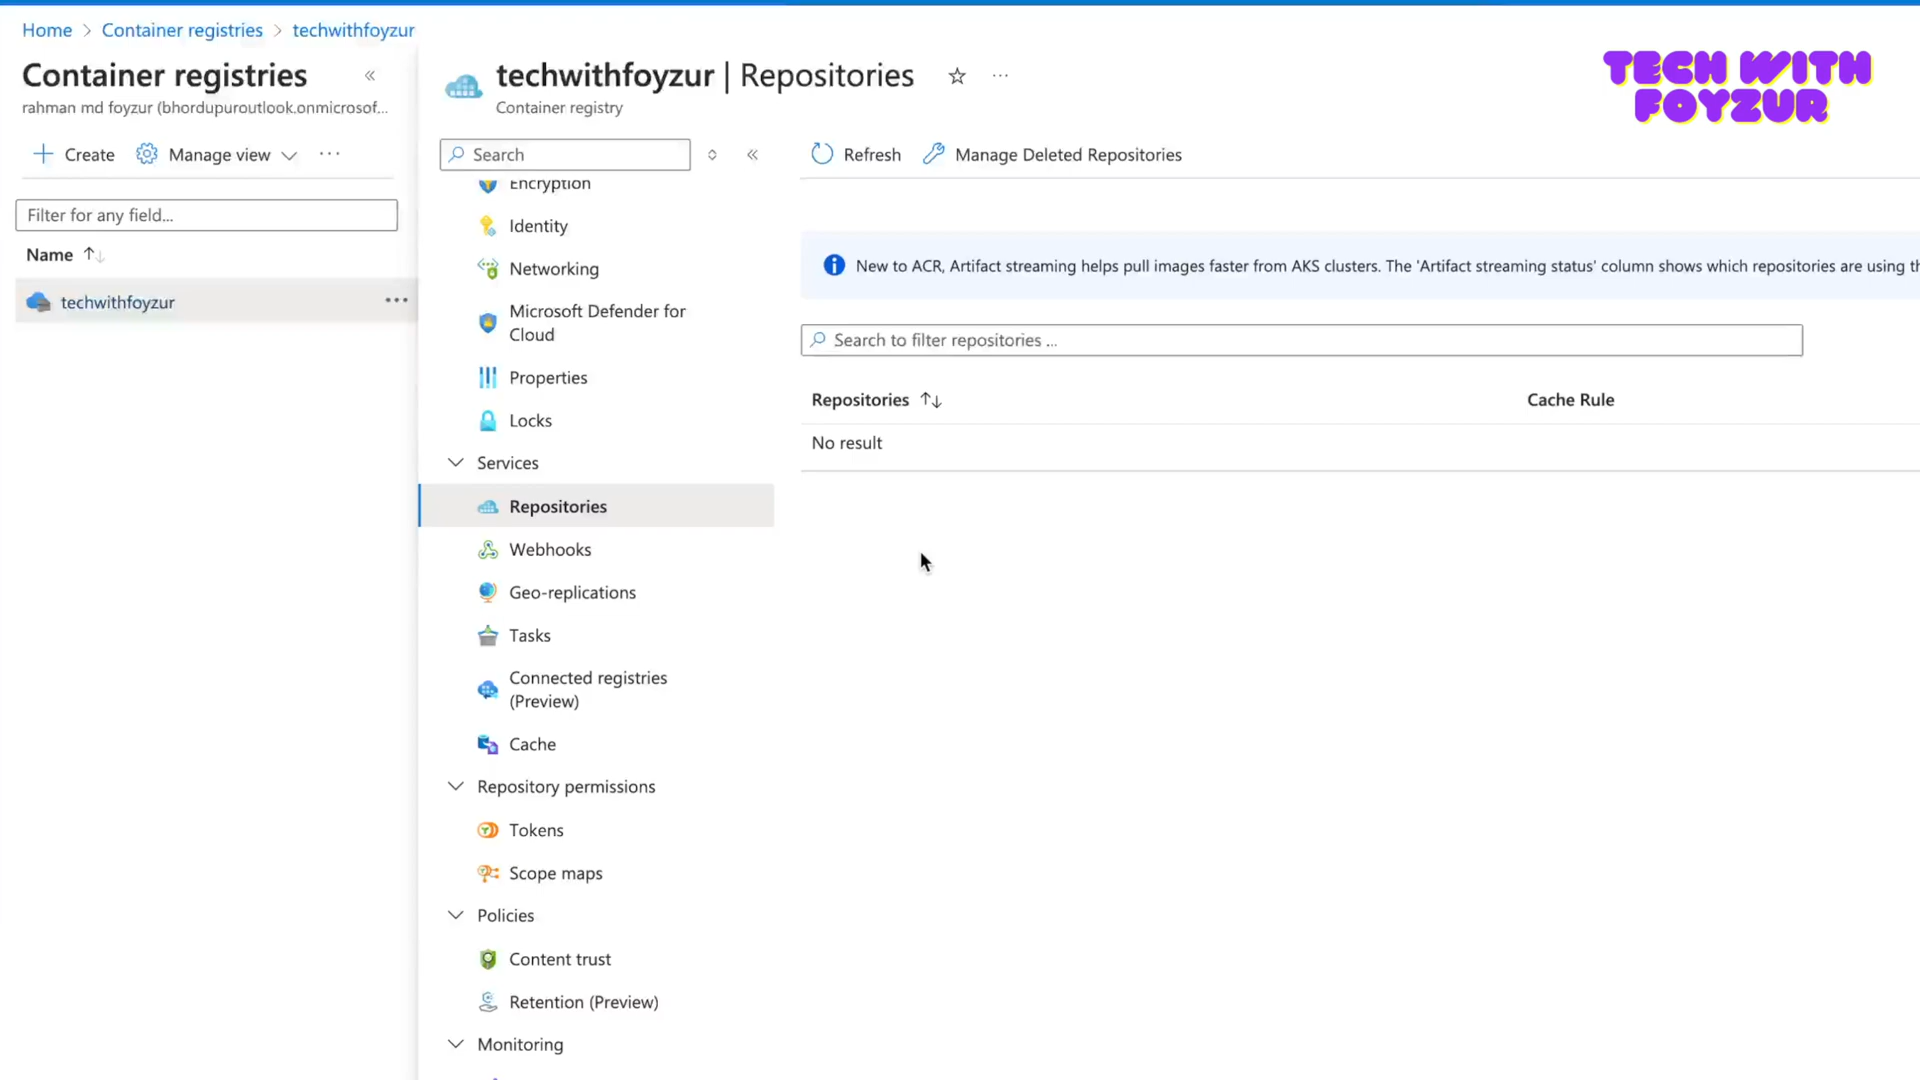 Home > Container registries > techwithfoyzur
Container registries «
rahman md foyzur (bhordupuroutlook.onmicrosof...
+ Create Manage view ...
Filter for any field...
Name ↑↓
techwithfoyzur ...
techwithfoyzur | Repositories ☆ ...
Container registry
TECH WITH
FOYZUR
Search «
Encryption
Identity
Networking
Microsoft Defender for
Cloud
Properties
Locks
Services
Repositories
Webhooks
Geo-replications
Tasks
Connected registries
(Preview)
Cache
Repository permissions
Tokens
Scope maps
Policies
Content trust
Retention (Preview)
Monitoring
Refresh Manage Deleted Repositories
New to ACR, Artifact streaming helps pull images faster from AKS clusters. The 'Artifact streaming status' column shows which repositories are using
Search to filter repositories ...
Repositories ↑↓ Cache Rule
No result